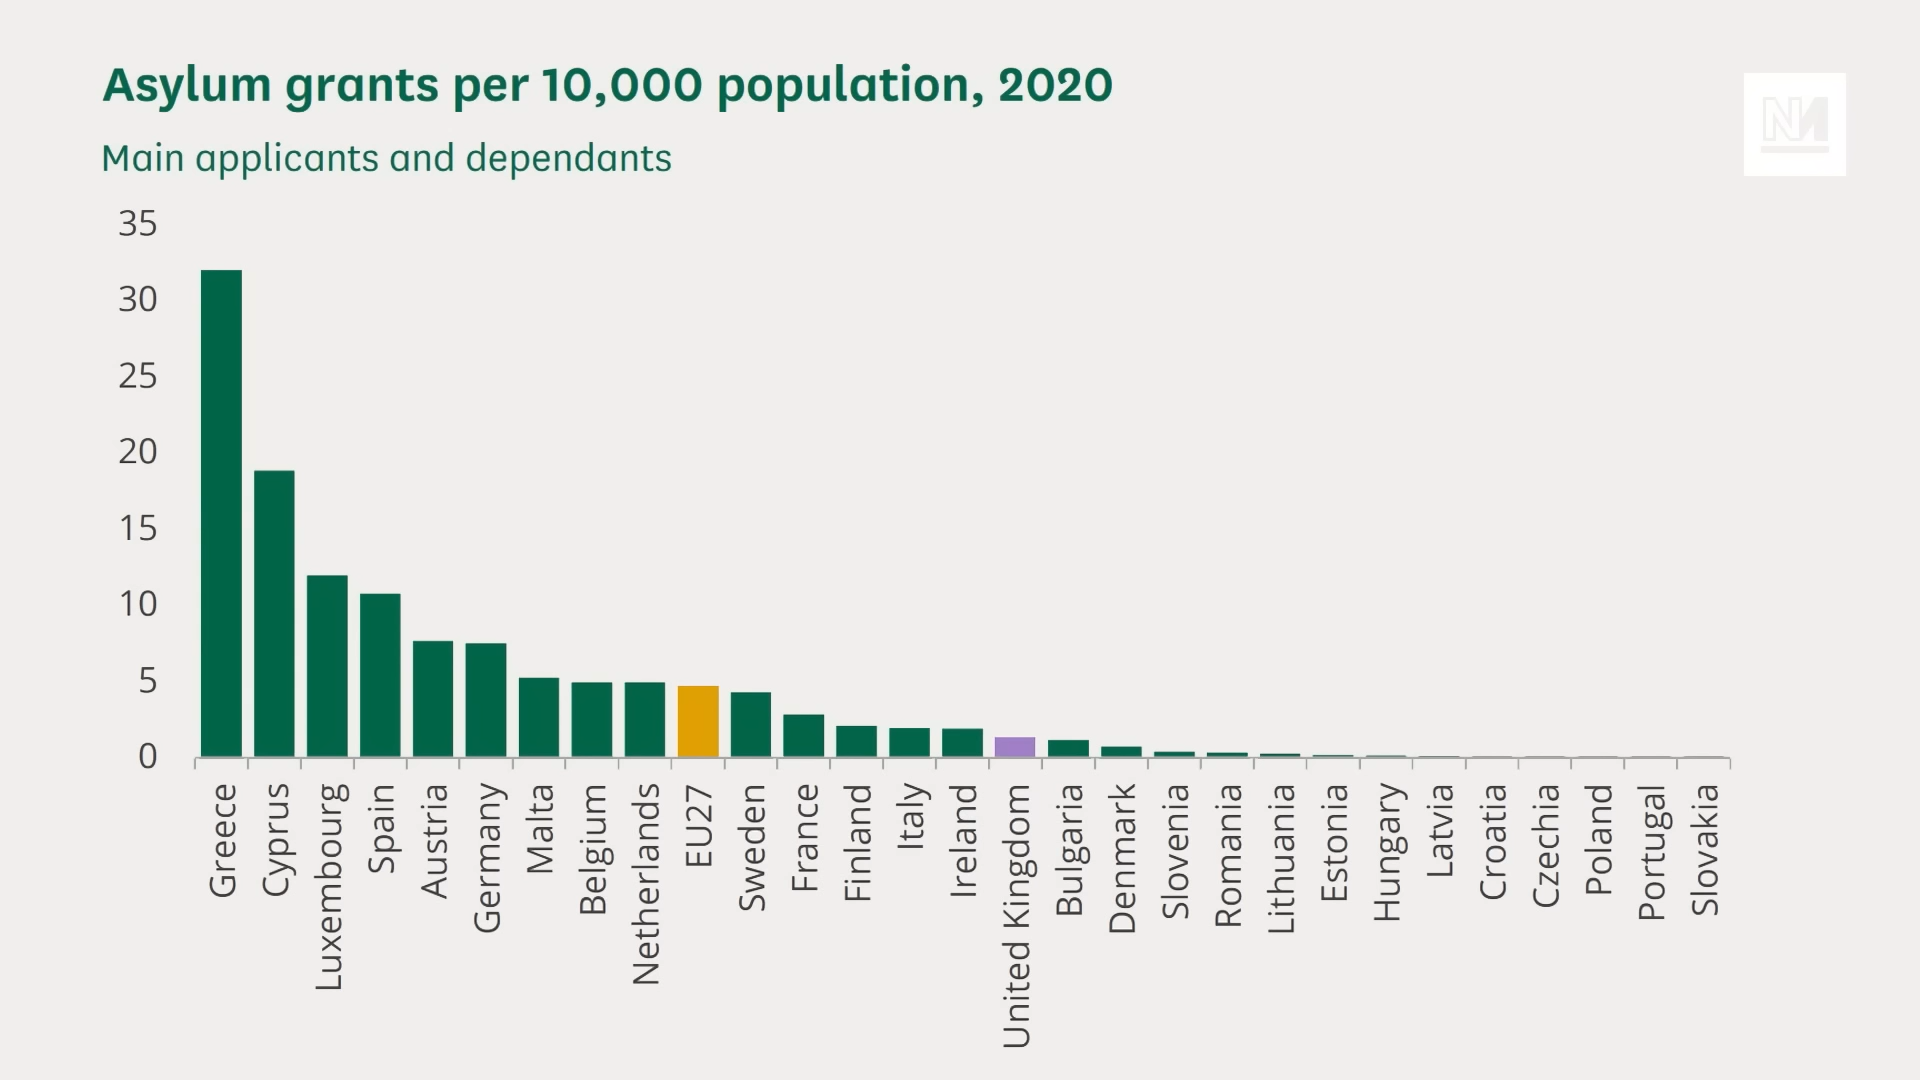 Asylum grants per 10,000 population, 2020
Main applicants and dependants
35
30
25
20
15
10
5
0
Greece
Cyprus
Luxembourg
Spain
Austria
Germany
Malta
Belgium
Netherlands
EU27
Sweden
France
Finland
Italy
Ireland
United Kingdom
Bulgaria
Denmark
Slovenia
Romania
Lithuania
Estonia
Hungary
Latvia
Croatia
Czechia
Poland
Portugal
Slovakia